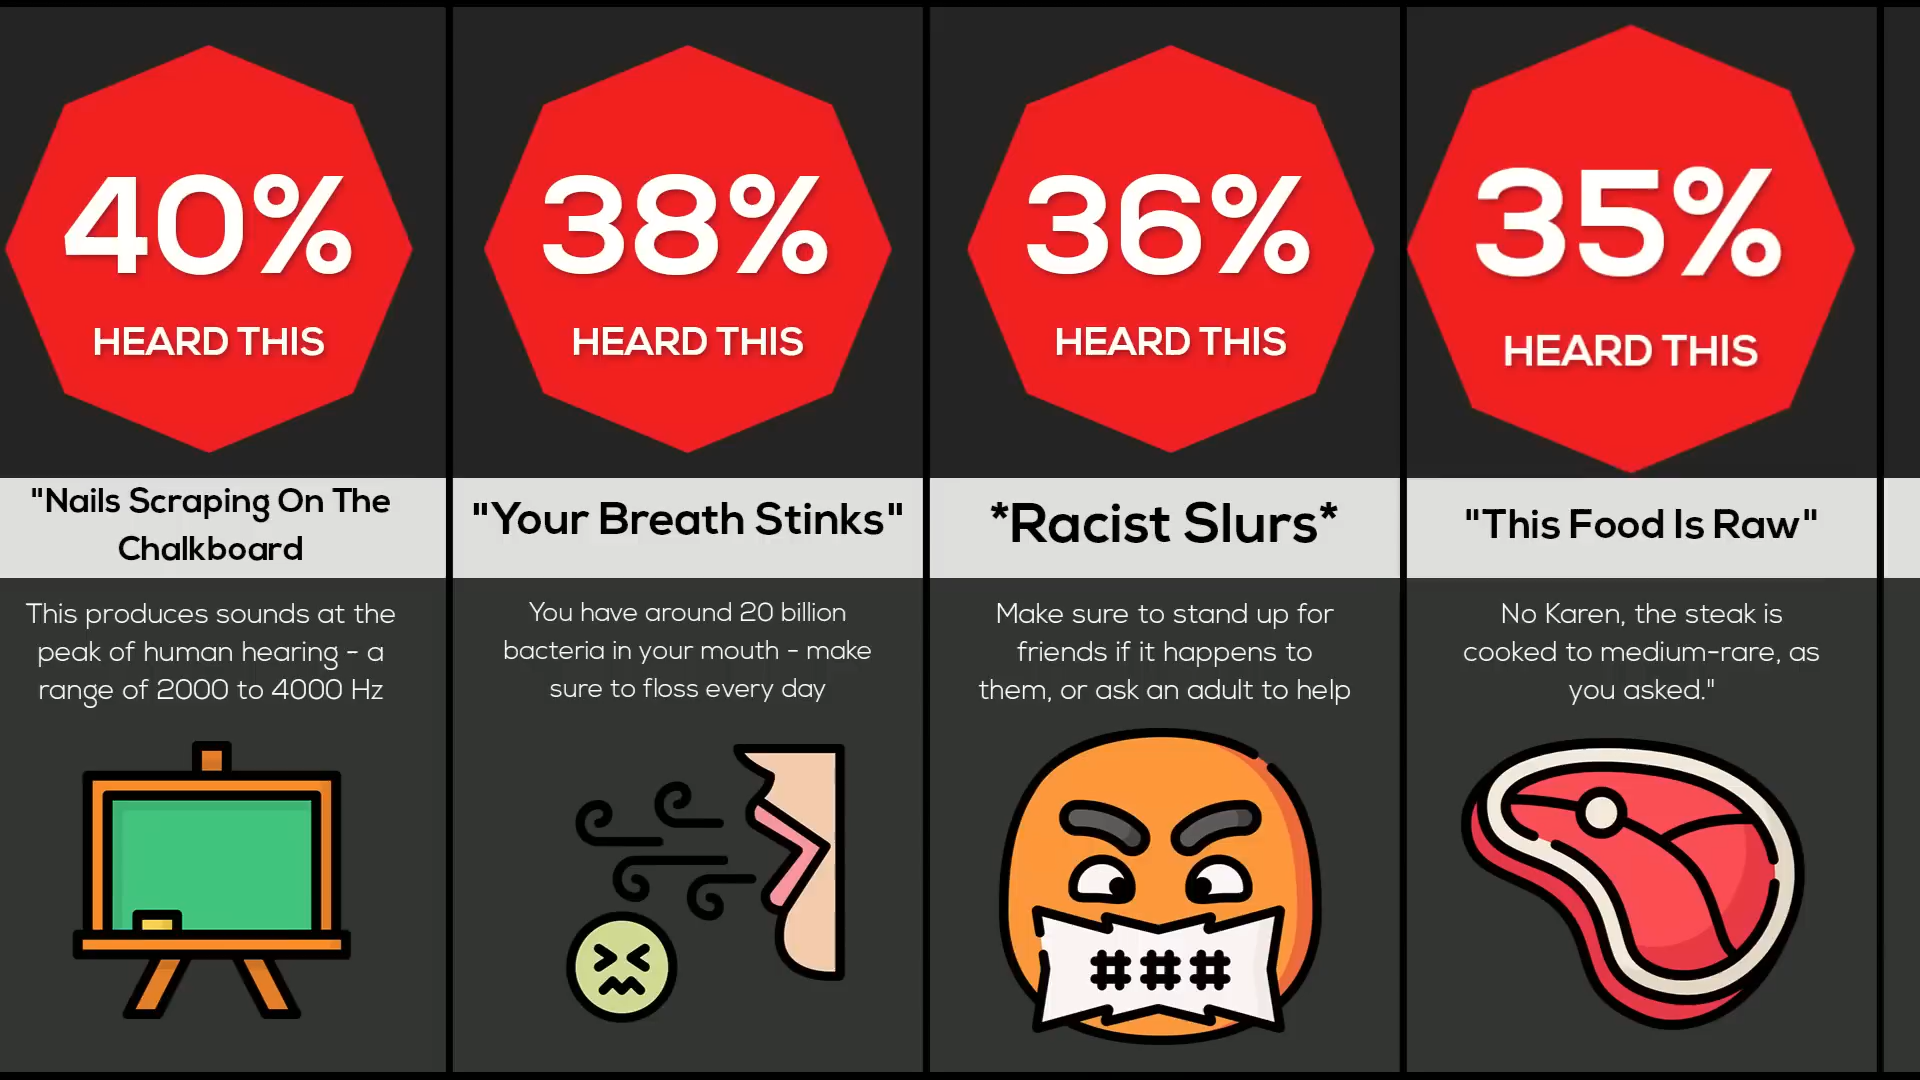 40%
HEARD THIS
"Nails Scraping On The
Chalkboard
This produces sounds at the
peak of human hearing - a
range of 2000 to 4000 Hz
38%
HEARD THIS
"Your Breath Stinks"
You have around 20 billion
bacteria in your mouth - make
sure to floss every day
36%
HEARD THIS
*Racist Slurs*
Make sure to stand up for
friends if it happens to
them, or ask an adult to help
###
35%
HEARD THIS
"This Food Is Raw"
No Karen, the steak is
cooked to medium-rare, as
you asked."